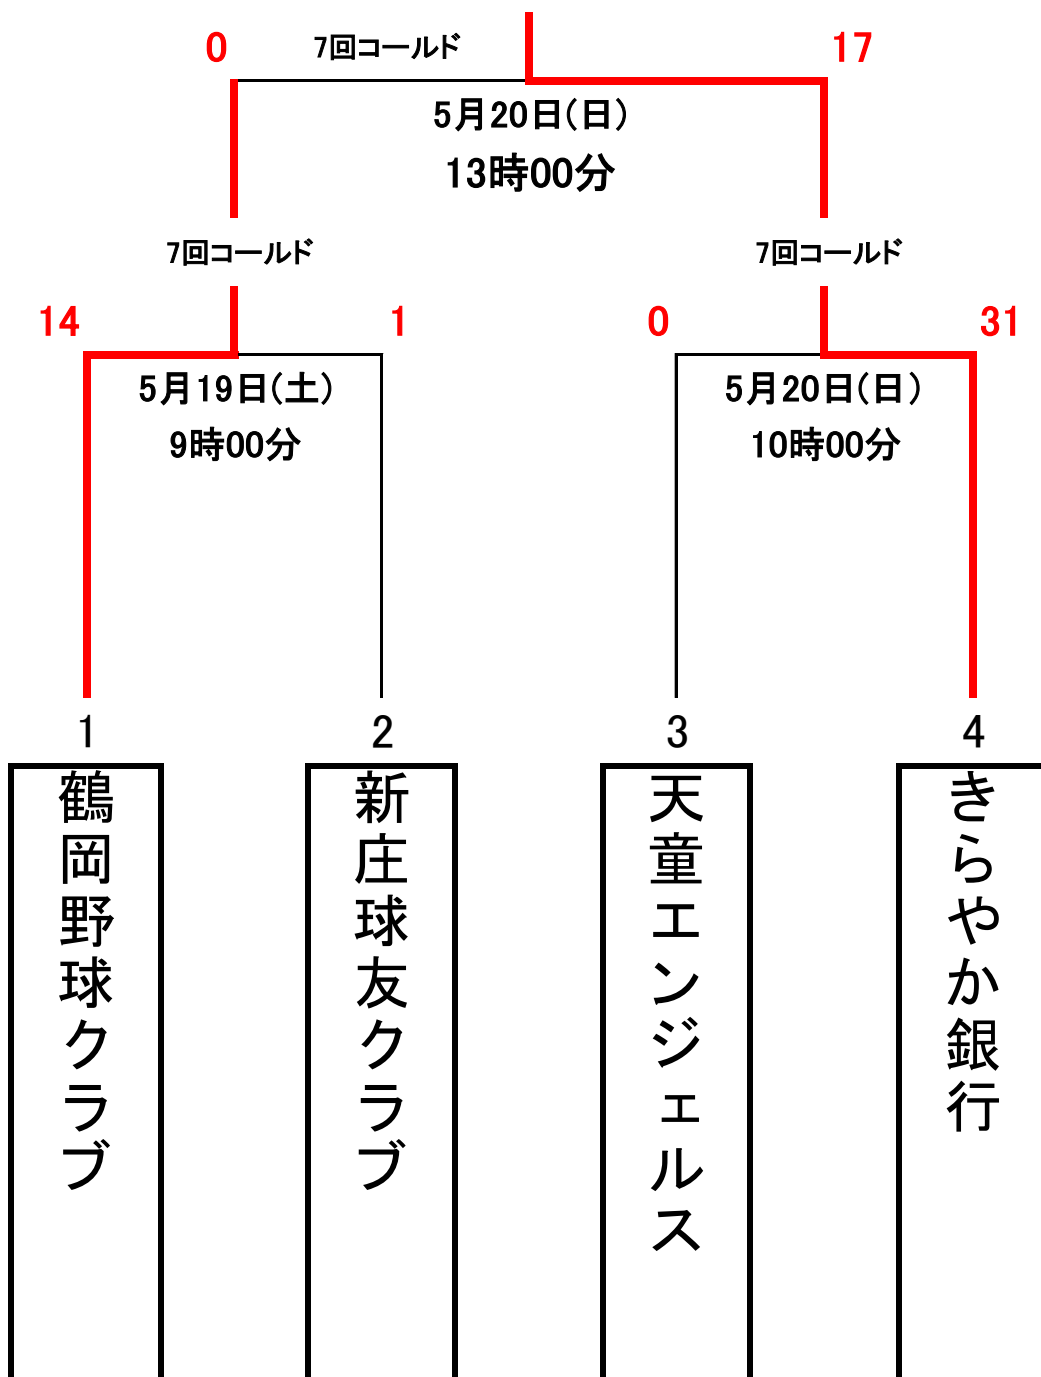 0 7回コールド 17
5月20日(日)
13時00分
7回コールド 7回コールド
14 1 0 31
5月19日(土) 5月20日(日)
9時00分 10時00分
1 2 3 4
鶴岡野球クラブ
新庄球友クラブ
天童エンジェルス
きらやか銀行